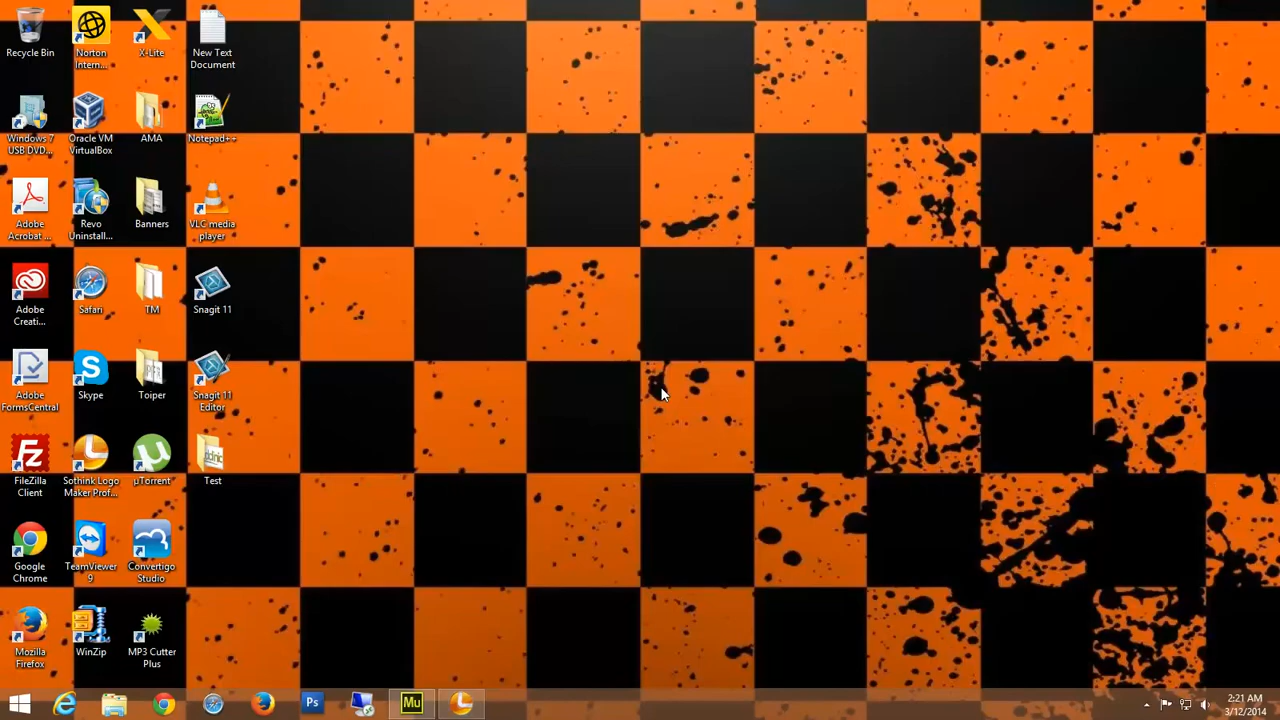 Recycle Bin
Norton
Intern...
X-Lite
New Text
Document
Windows 7
USB DVD...
Oracle VM
VirtualBox
AMA
Notepad++
Adobe
Acrobat ...
Revo
Uninstall...
Banners
VLC media
player
Adobe
Creati...
Safari
TM
Snagit 11
Adobe
FormsCentral
Skype
Toiper
Snagit 11
Editor
FileZilla
Client
Sothink Logo
Maker Prof...
µTorrent
Test
Google
Chrome
TeamViewer
9
Convertigo
Studio
Mozilla
Firefox
WinZip
MP3 Cutter
Plus
Ps
Mu
2:21 AM
3/12/2014